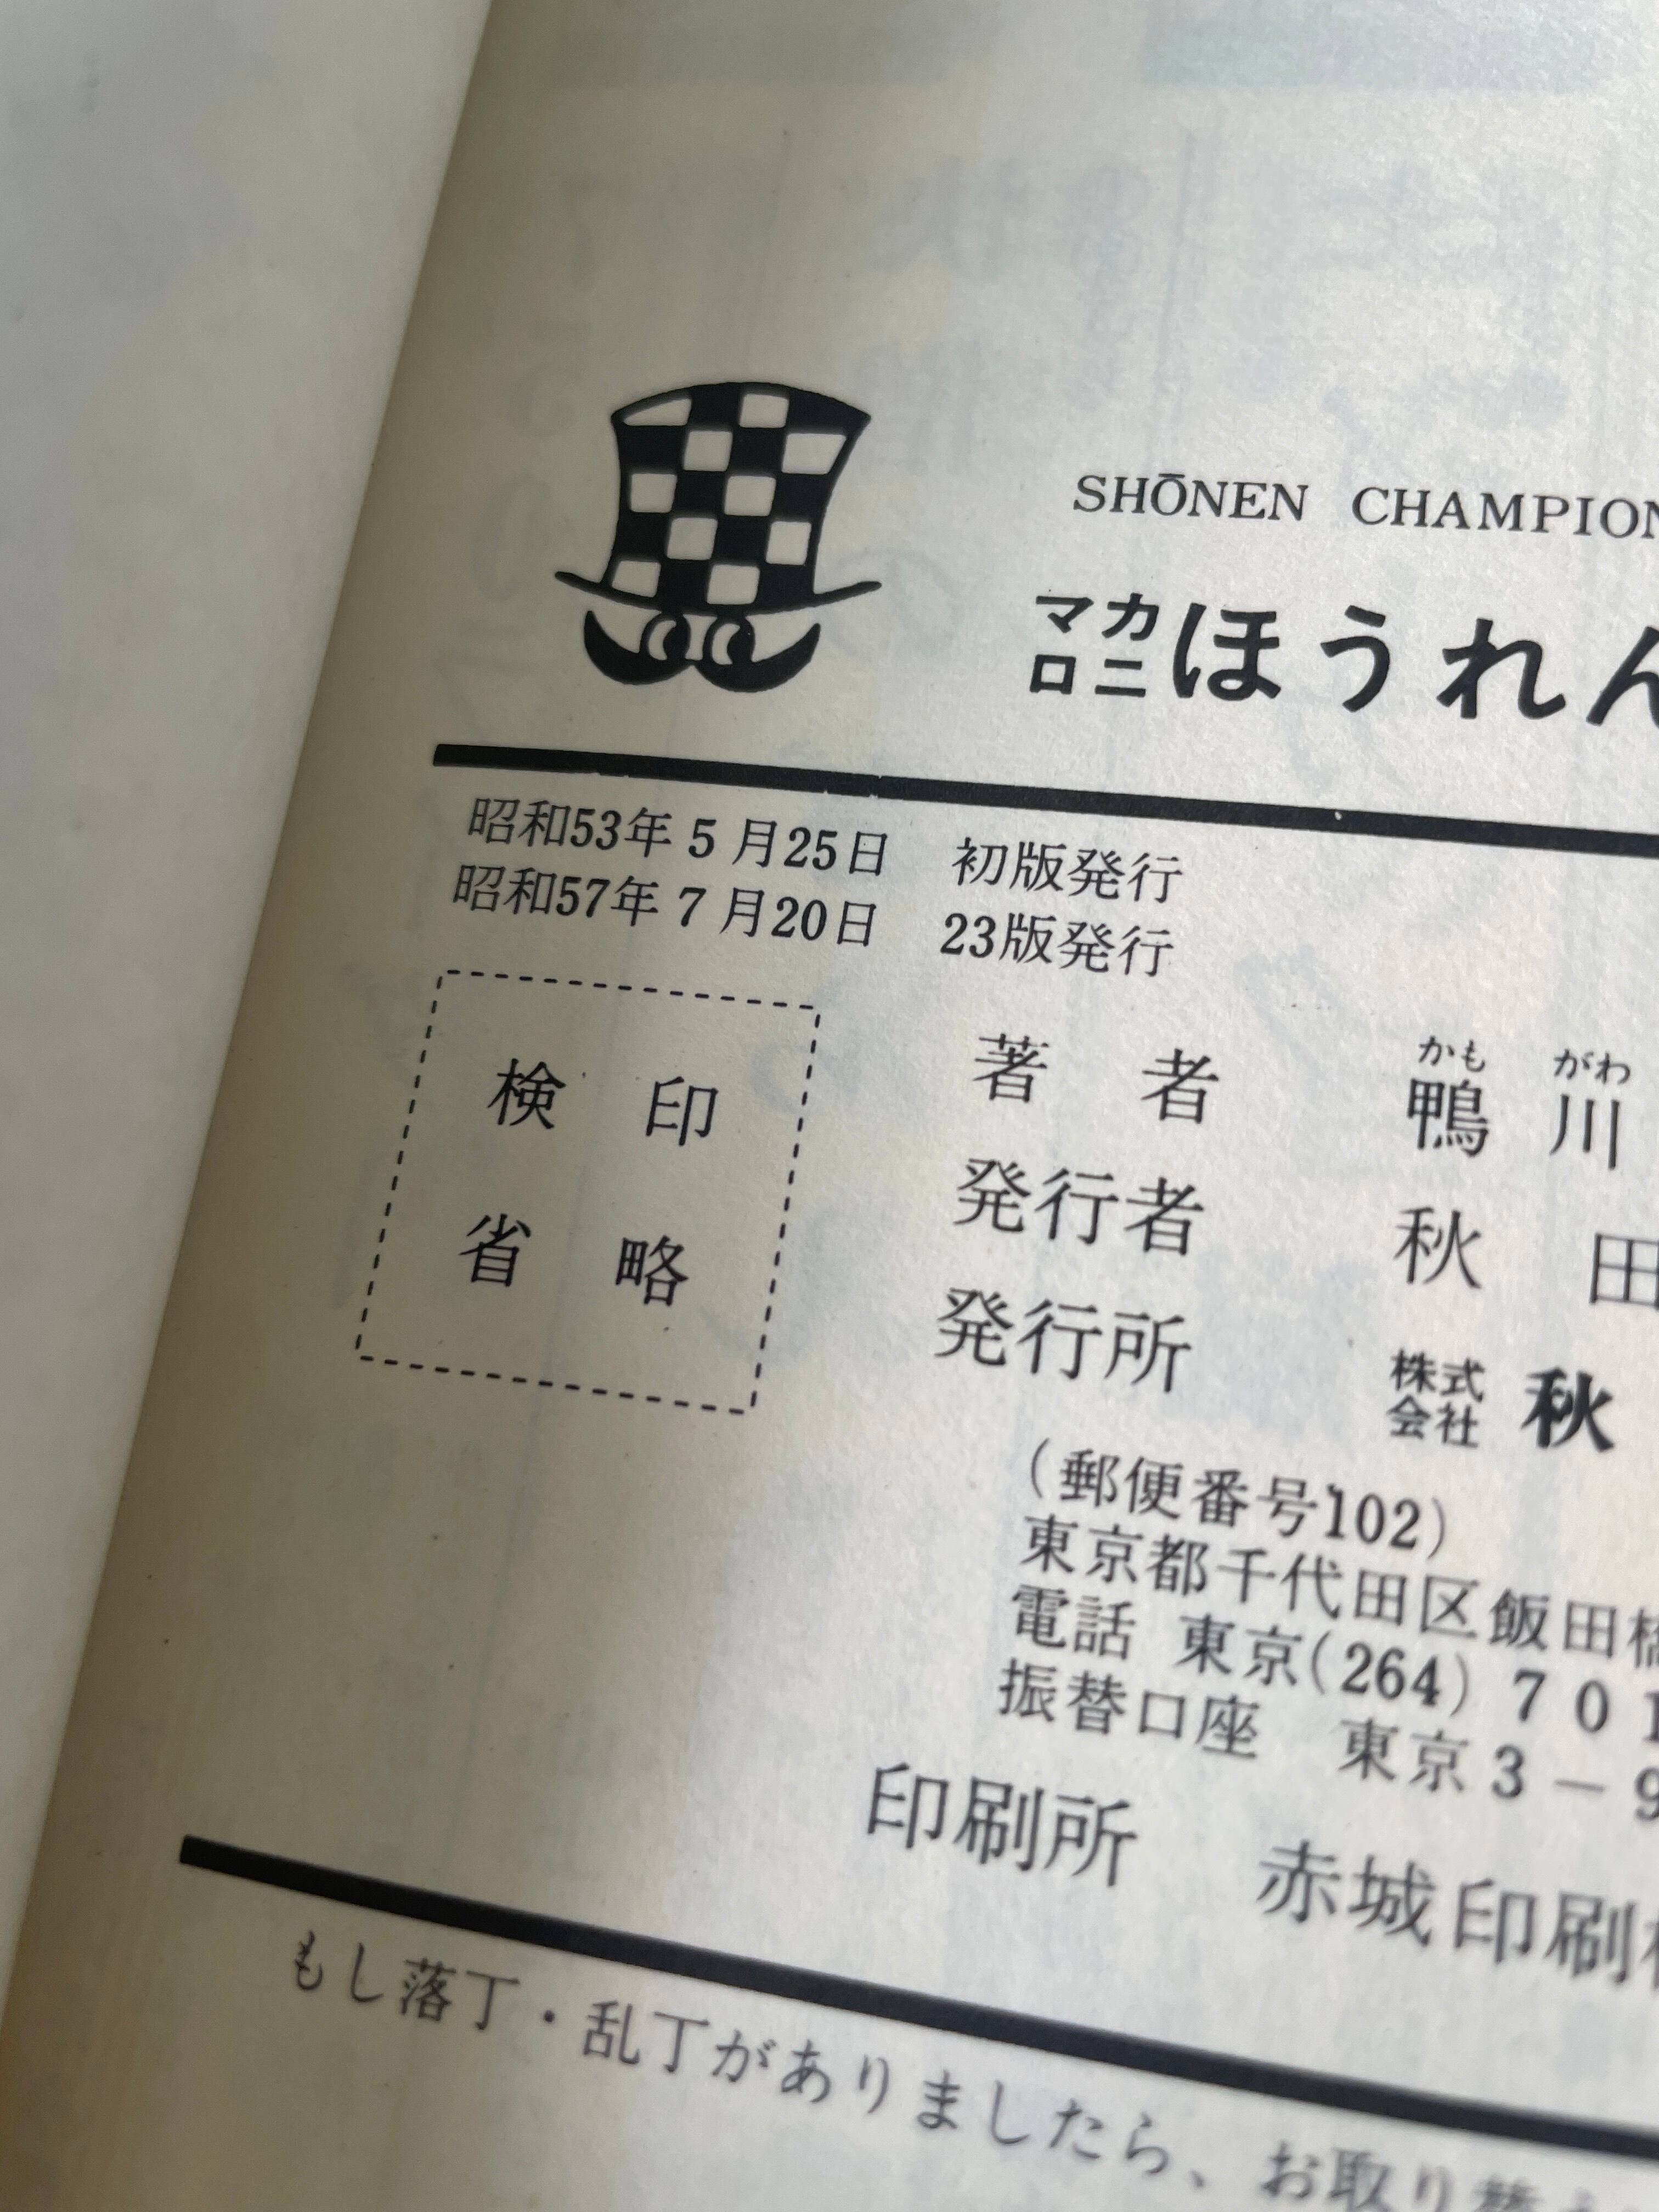 SHŌNEN CHAMPION
マカロニほうれん
昭和53年5月25日 初版発行
昭和57年7月20日 23版発行
検印
省略
著者 鴨川
かも がわ
発行者 秋田
発行所 株式会社 秋
(郵便番号102)
東京都千代田区飯田橋
電話 東京(264)701
振替口座 東京3-9
印刷所 赤城印刷
もし落丁・乱丁がありましたら、お取り替